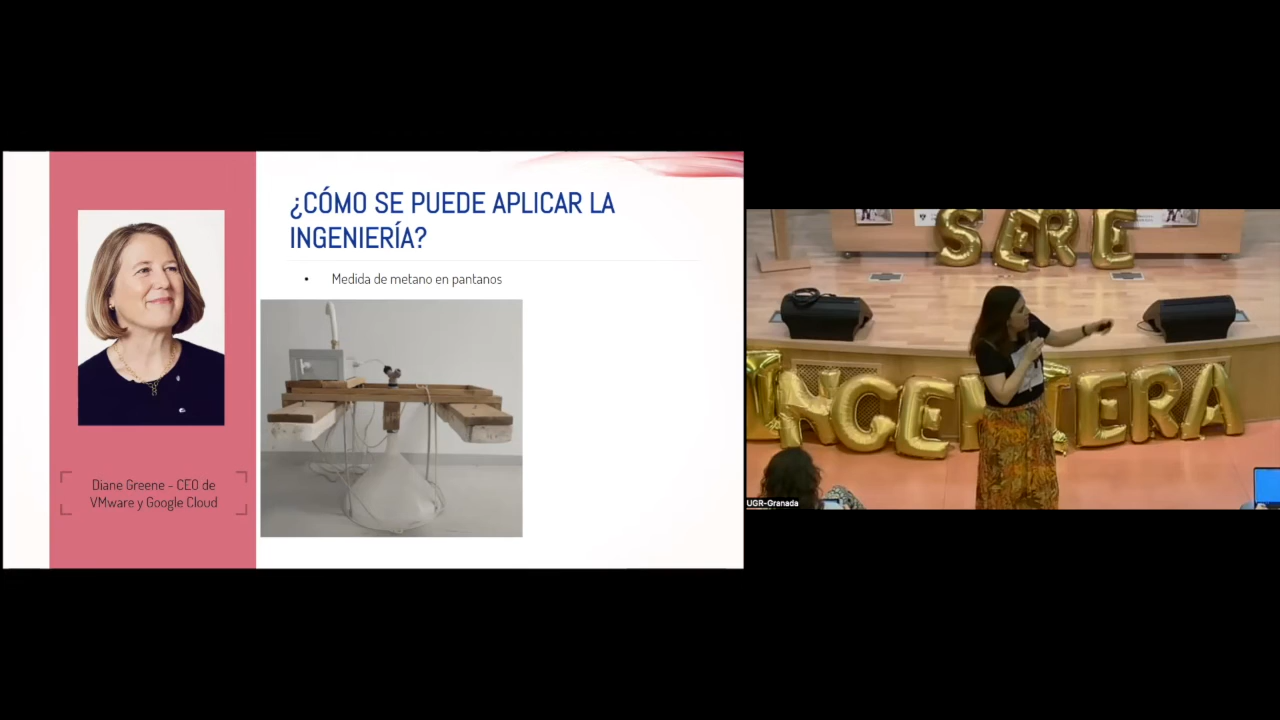 ¿CÓMO SE PUEDE APLICAR LA
INGENIERÍA?
• Medida de metano en pantanos
Diane Greene - CEO de
VMware y Google Cloud
SERÉ
INGENIERA
UGR-Granada